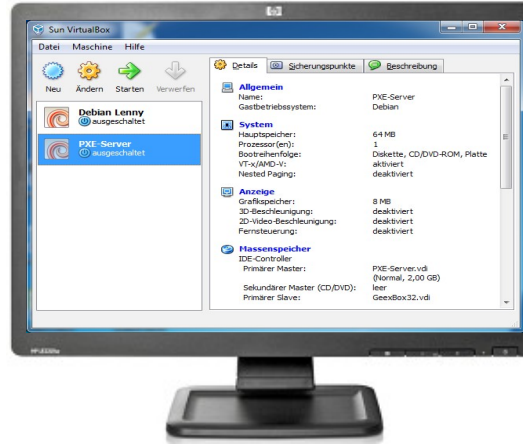 Sun VirtualBox
Datei Maschine Hilfe
Neu Ändern Starten Verwerfen
Details Sicherungspunkte Beschreibung
Debian Lenny
ausgeschaltet
PXE-Server
ausgeschaltet
Allgemein
Name: PXE-Server
Gastbetriebssystem: Debian
System
Hauptspeicher: 64 MB
Prozessor(en): 1
Bootreihenfolge: Diskette, CD/DVD-ROM, Platte
VT-x/AMD-V: aktiviert
Nested Paging: deaktiviert
Anzeige
Grafikspeicher: 8 MB
3D-Beschleunigung: deaktiviert
2D-Video-Beschleunigung: deaktiviert
Fernsteuerung: deaktiviert
Massenspeicher
IDE-Controller
Primärer Master: PXE-Server.vdi
(Normal, 2,00 GB)
Sekundärer Master (CD/DVD): leer
Primärer Slave: GeexBox32.vdi
hp